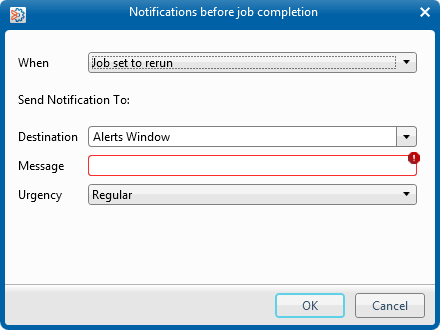 Notifications before job completion
When Job set to rerun
Send Notification To:
Destination Alerts Window
Message
Urgency Regular
OK Cancel